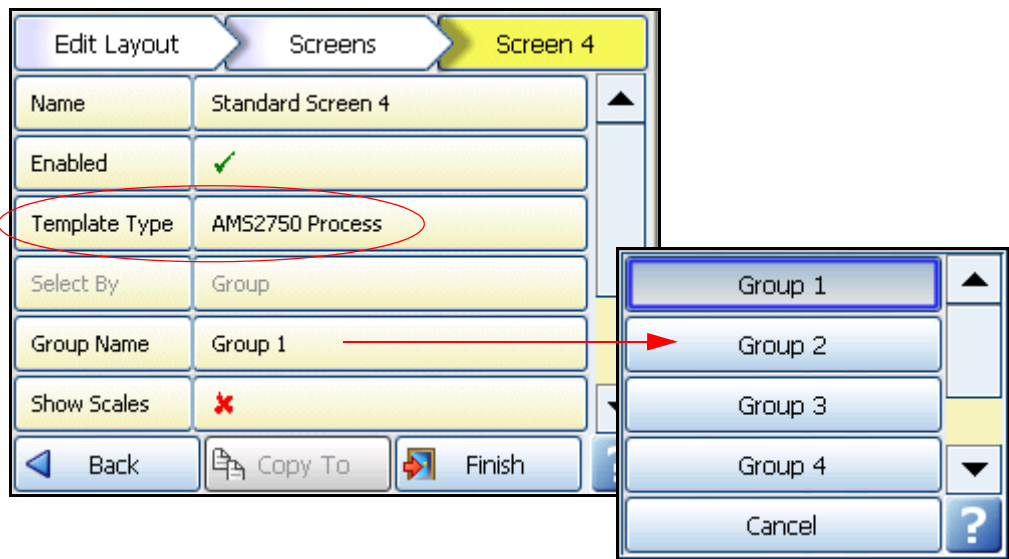 Edit Layout Screens Screen 4
Name Standard Screen 4
Enabled
Template Type AMS2750 Process
Select By Group
Group Name Group 1
Show Scales
Back Copy To Finish ?
Group 1
Group 2
Group 3
Group 4
Cancel ?